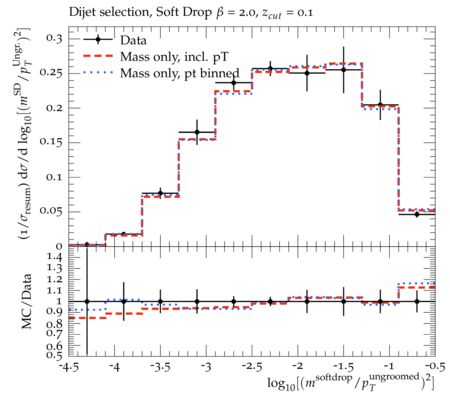 Dijet selection, Soft Drop β = 2.0, z_cut = 0.1
(1/σ_resum) dσ/d log₁₀[(m^SD/p_T^Ungr.)²]
0.3
0.25
0.2
0.15
0.1
0.05
0
Data
Mass only, incl. pT
Mass only, pt binned
MC/Data
1.4
1.3
1.2
1.1
1
0.9
0.8
0.7
0.6
0.5
-4.5 -4 -3.5 -3 -2.5 -2 -1.5 -1 -0.5
log₁₀[(m^softdrop/p_T^ungroomed)²]